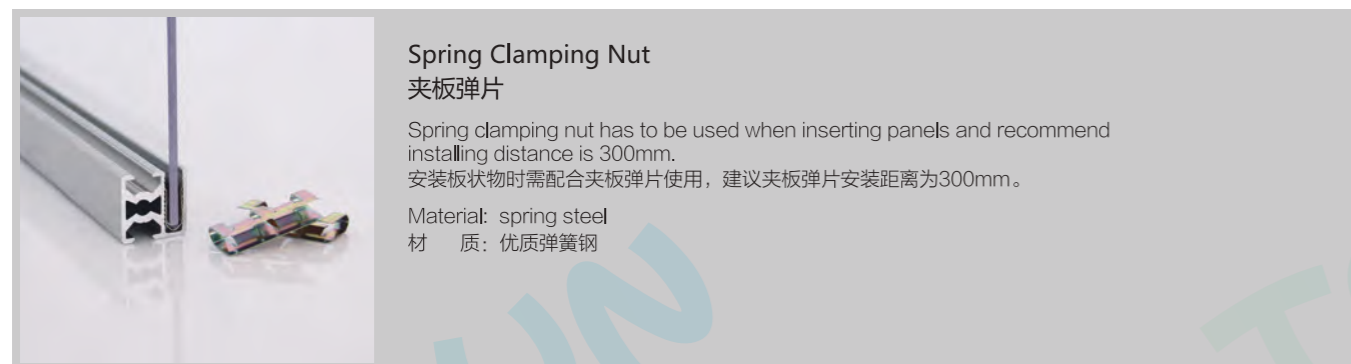 Spring Clamping Nut
夹板弹片
Spring clamping nut has to be used when inserting panels and recommend
installing distance is 300mm.
安装板状物时需配合夹板弹片使用，建议夹板弹片安装距离为300mm。
Material: spring steel
材 质：优质弹簧钢